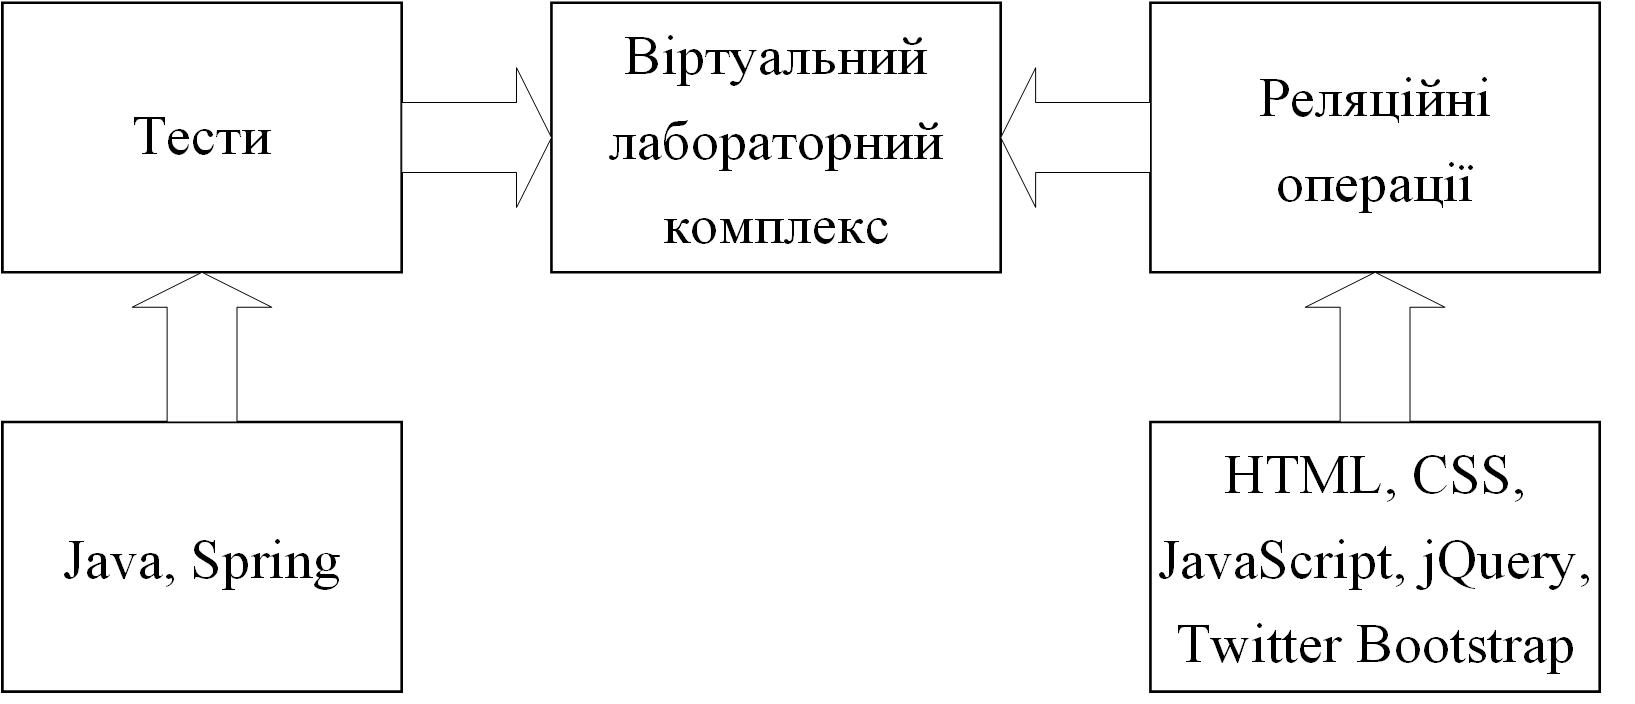 Тести
Віртуальний
лабораторний
комплекс
Реляційні
операції
Java, Spring
HTML, CSS,
JavaScript, jQuery,
Twitter Bootstrap